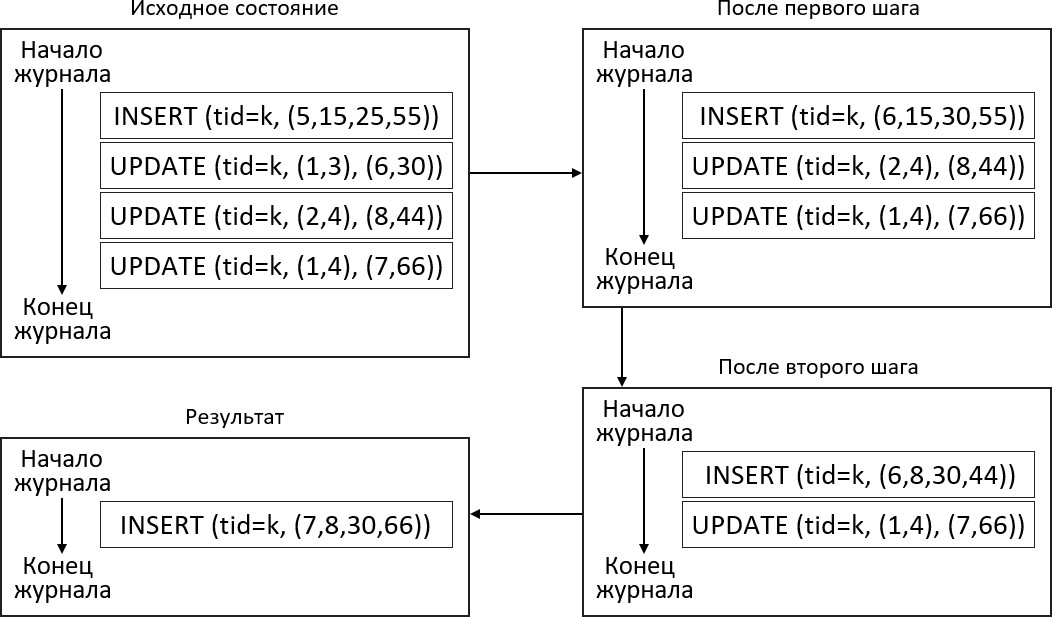 Исходное состояние
Начало
журнала
INSERT (tid=k, (5,15,25,55))
UPDATE (tid=k, (1,3), (6,30))
UPDATE (tid=k, (2,4), (8,44))
UPDATE (tid=k, (1,4), (7,66))
Конец
журнала
После первого шага
Начало
журнала
INSERT (tid=k, (6,15,30,55))
UPDATE (tid=k, (2,4), (8,44))
UPDATE (tid=k, (1,4), (7,66))
Конец
журнала
После второго шага
Начало
журнала
INSERT (tid=k, (6,8,30,44))
UPDATE (tid=k, (1,4), (7,66))
Конец
журнала
Результат
Начало
журнала
INSERT (tid=k, (7,8,30,66))
Конец
журнала